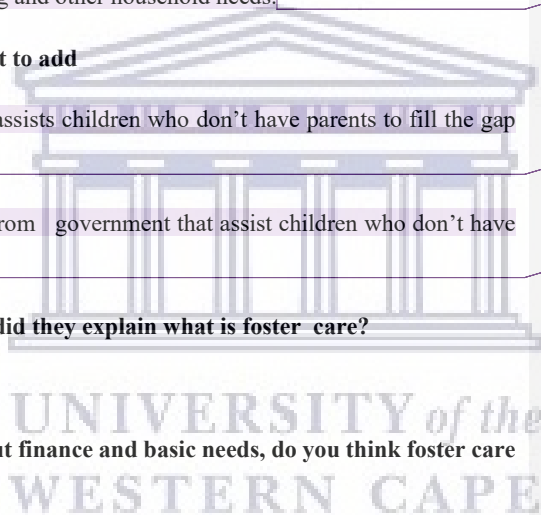 g and other household needs.
t to add
assists children who don't have parents to fill the gap
rom government that assist children who don't have
did they explain what is foster care?
UNIVERSITY of the
ut finance and basic needs, do you think foster care
WESTERN CAPE